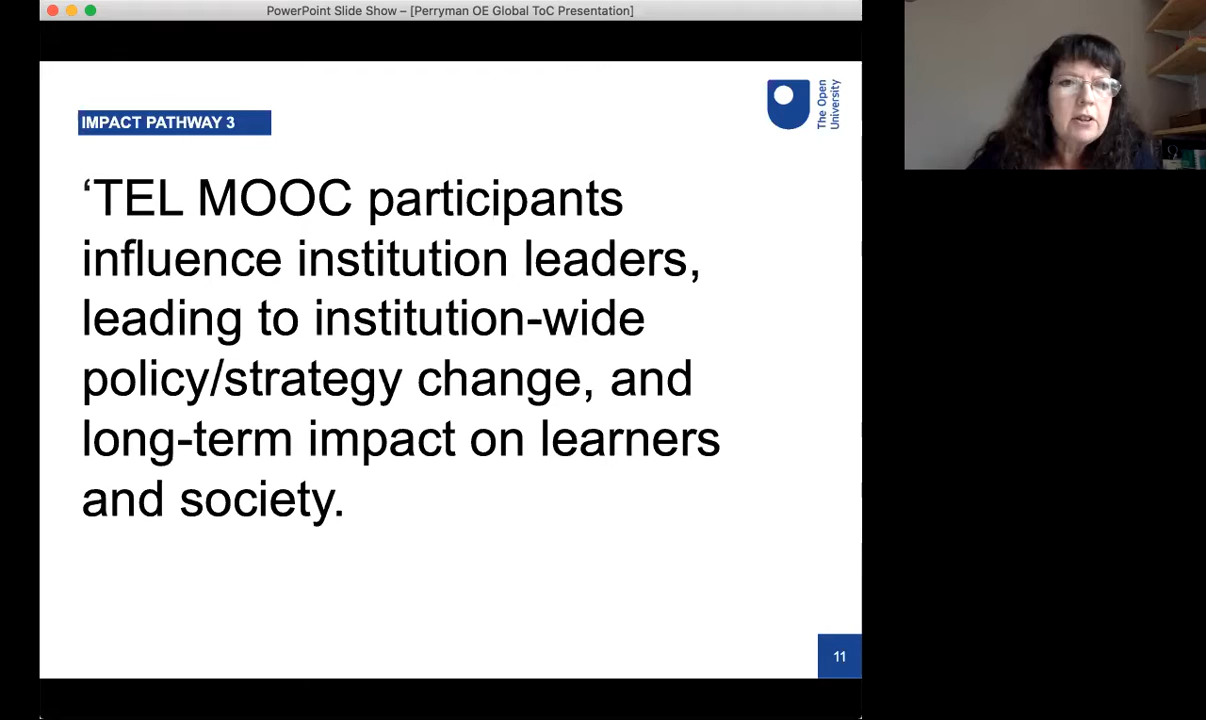 PowerPoint Slide Show – [Perryman OE Global ToC Presentation]
IMPACT PATHWAY 3
The Open
University
‘TEL MOOC participants
influence institution leaders,
leading to institution-wide
policy/strategy change, and
long-term impact on learners
and society.
11